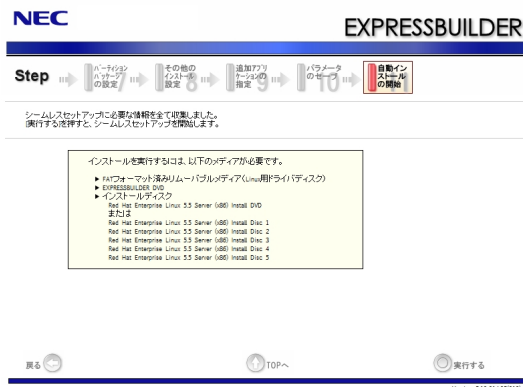 NEC
EXPRESSBUILDER
Step
パーティション
パッケージ
の設定
7
その他の
インストール
設定
8
追加アプリ
ケーションの
指定
9
パラメータ
のセーブ
10
自動イン
ストール
の開始
11
シームレスセットアップに必要な情報を全て収集しました。
[実行する]を押すと、シームレスセットアップを開始します。
インストールを実行するには、以下のメディアが必要です。
▶ FATフォーマット済みリムーバブルメディア(Linux用ドライバディスク)
▶ EXPRESSBUILDER DVD
▶ インストールディスク
Red Hat Enterprise Linux 5.5 Server (x86) Install DVD
または
Red Hat Enterprise Linux 5.5 Server (x86) Install Disc 1
Red Hat Enterprise Linux 5.5 Server (x86) Install Disc 2
Red Hat Enterprise Linux 5.5 Server (x86) Install Disc 3
Red Hat Enterprise Linux 5.5 Server (x86) Install Disc 4
Red Hat Enterprise Linux 5.5 Server (x86) Install Disc 5
戻る
TOPへ
実行する